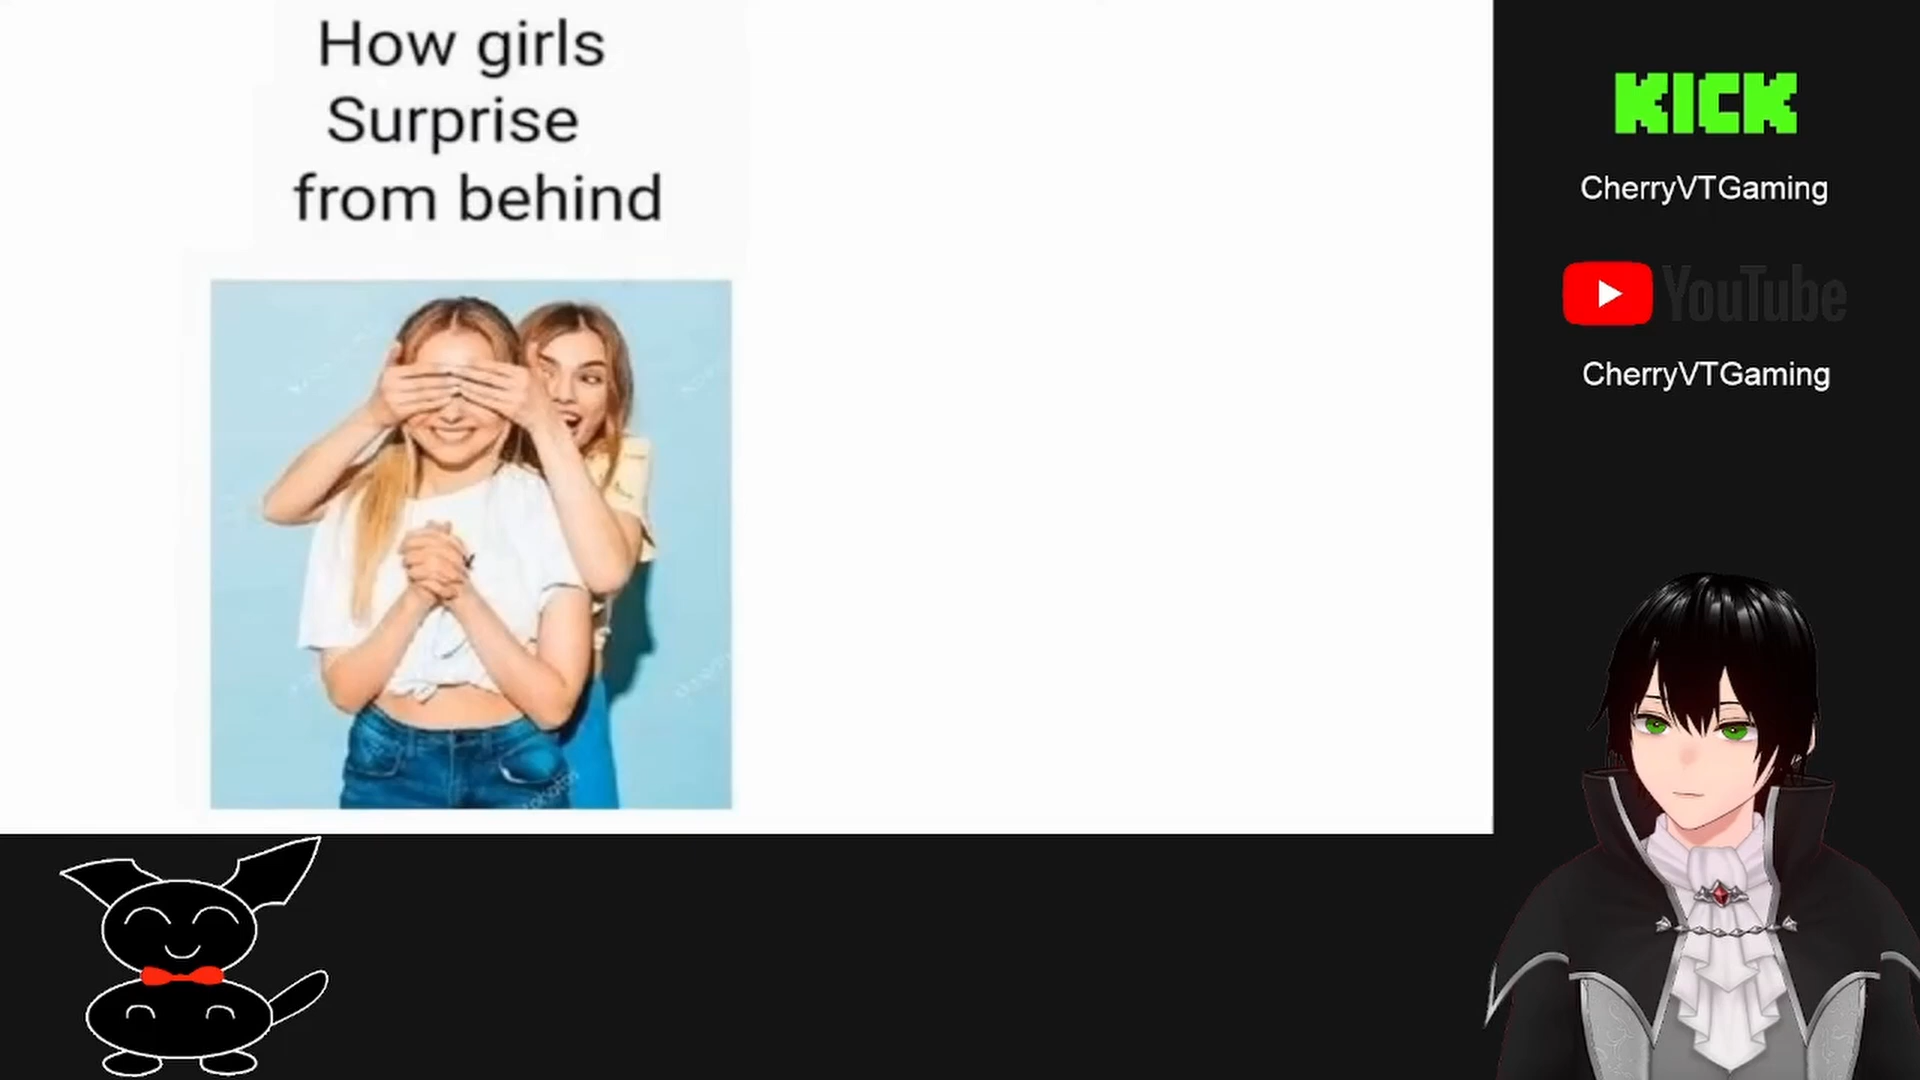 How girls
Surprise
from behind
KICK
CherryVTGaming
YouTube
CherryVTGaming